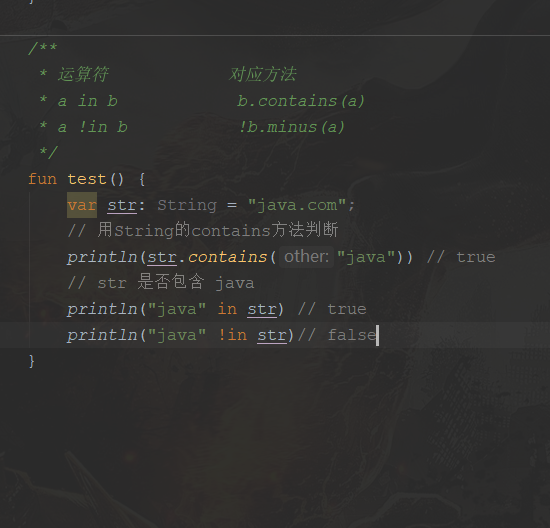 /**
* 运算符 对应方法
* a in b b.contains(a)
* a !in b !b.minus(a)
*/
fun test() {
var str: String = "java.com";
// 用String的contains方法判断
println(str.contains( other: "java")) // true
// str 是否包含 java
println("java" in str) // true
println("java" !in str)// false
}